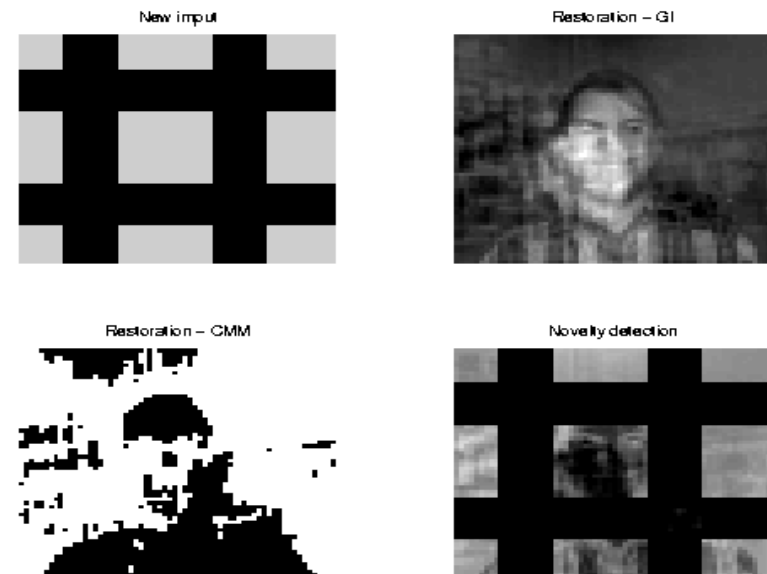 New input
Restoration – GI
Restoration – CMM
Novelty detection